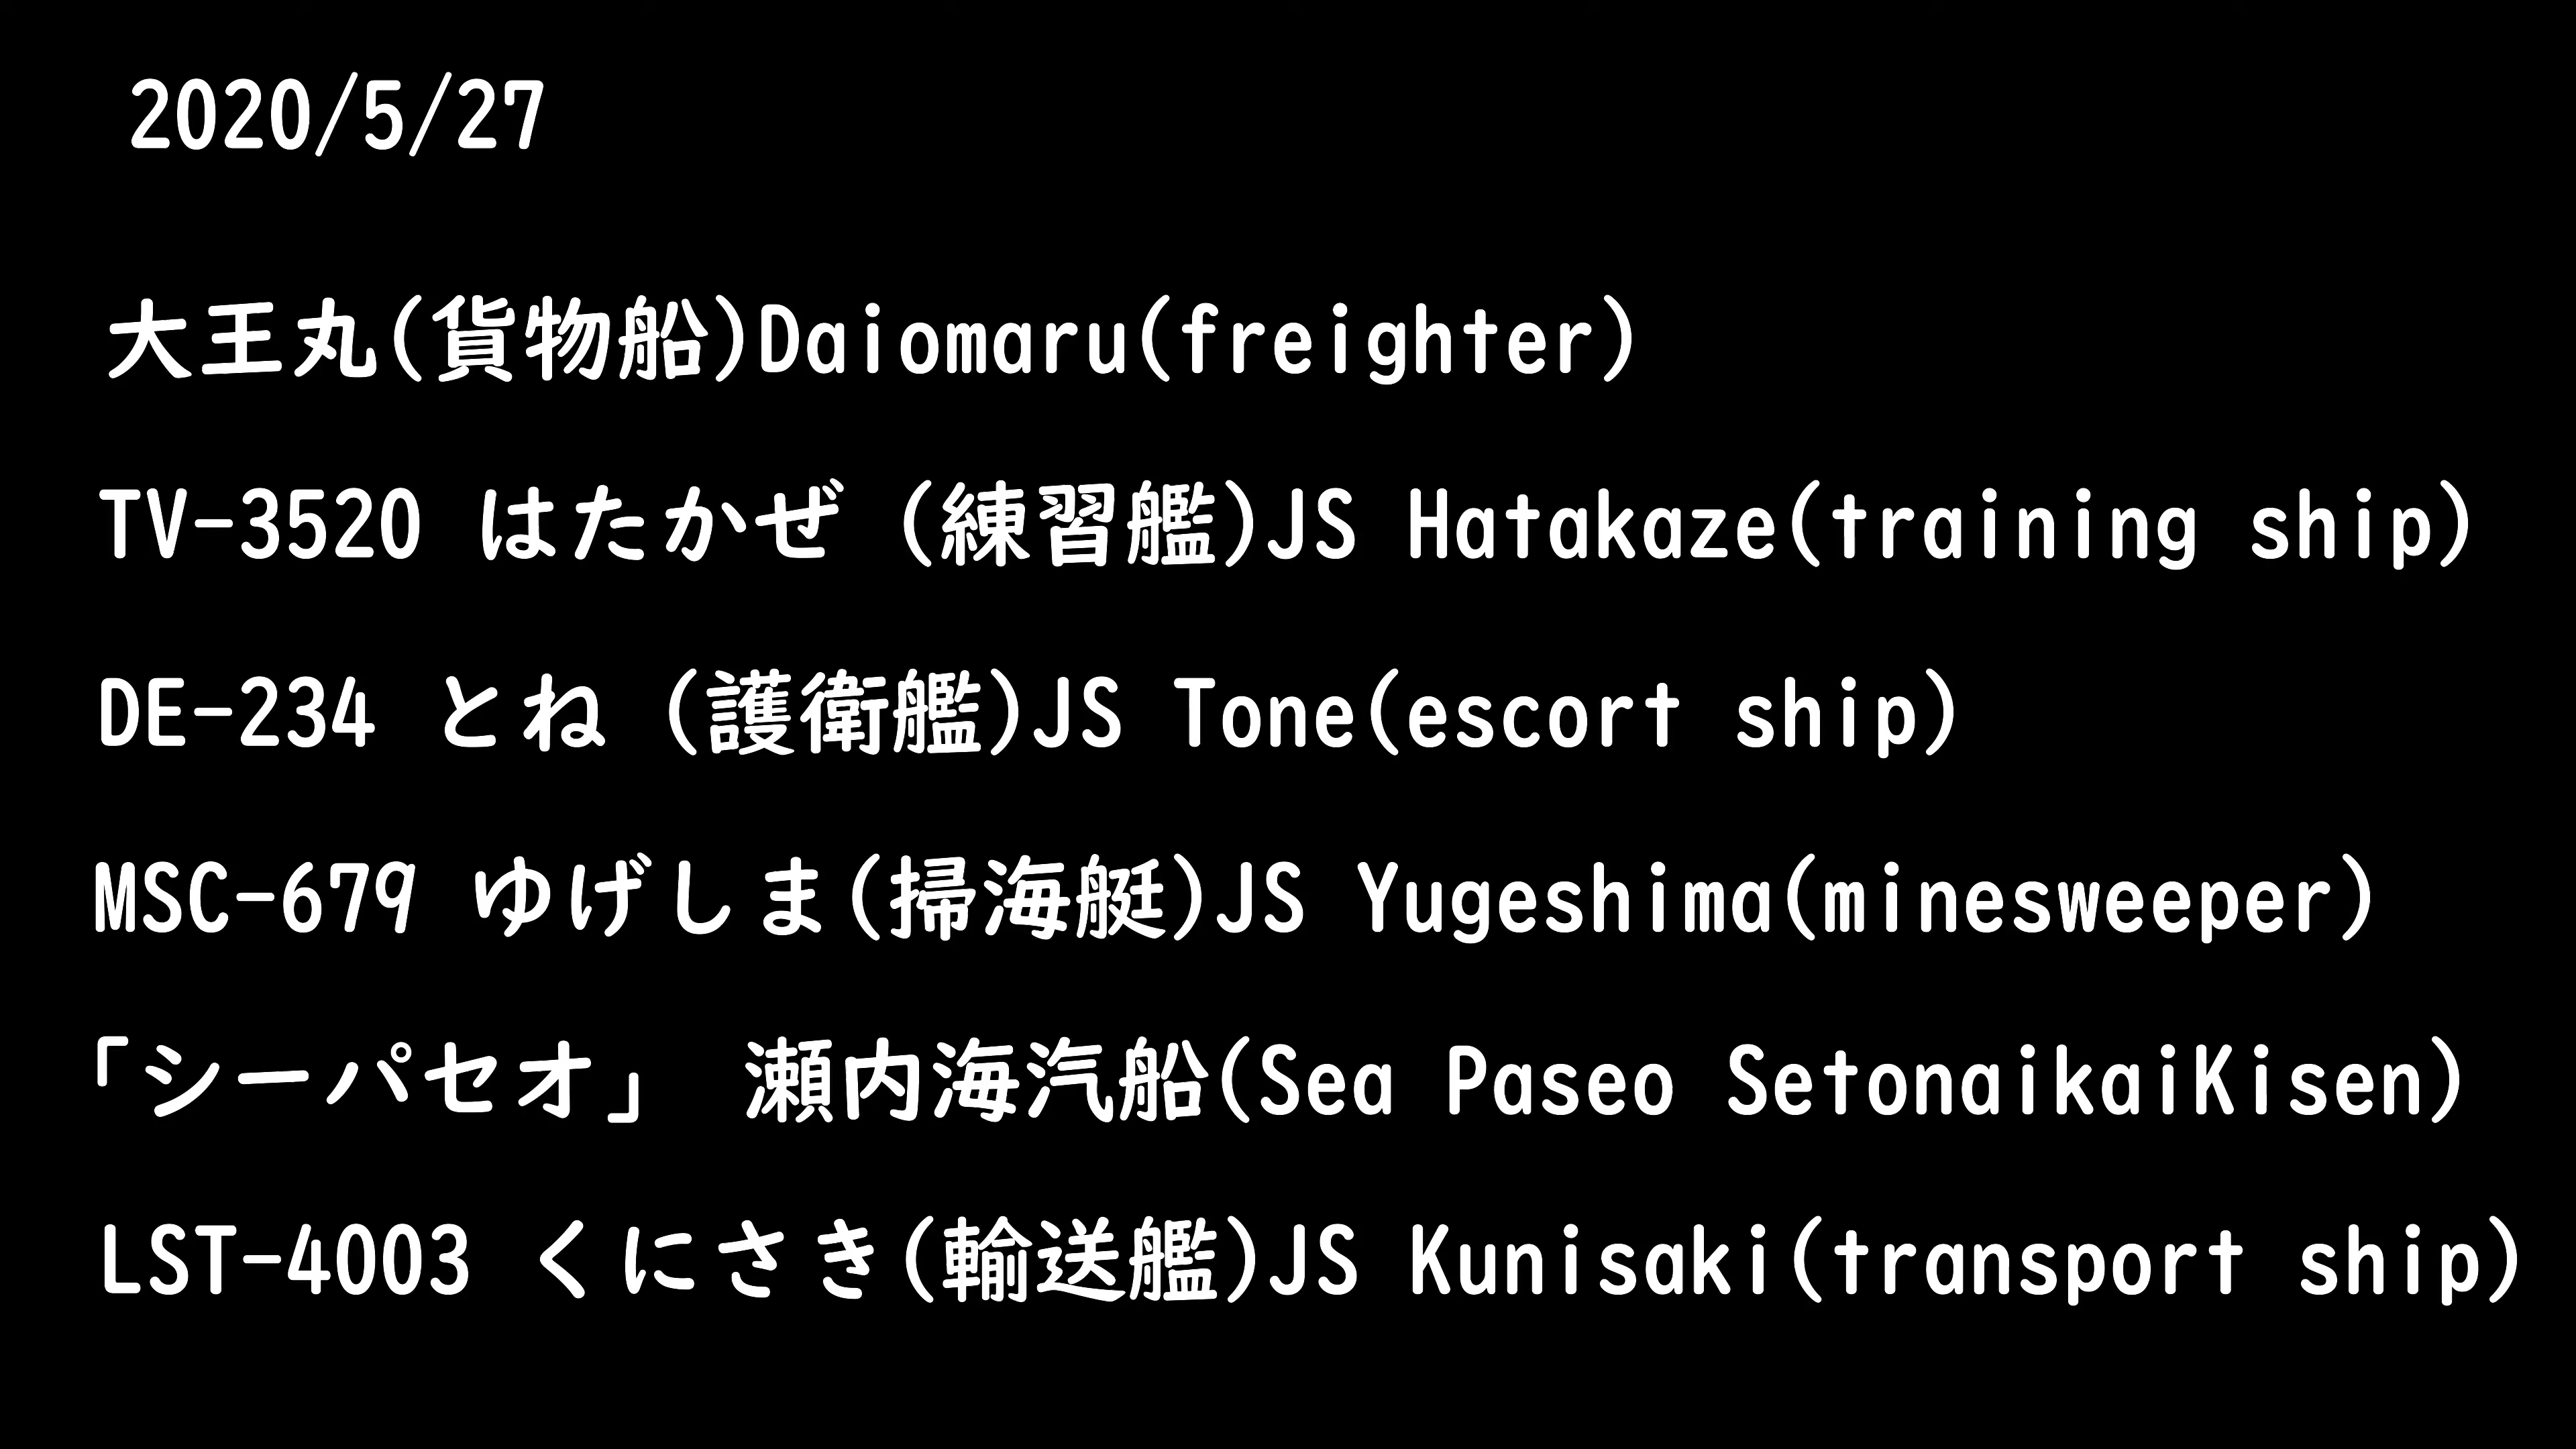 2020/5/27
大王丸(貨物船)Daiomaru(freighter)
TV-3520 はたかぜ (練習艦)JS Hatakaze(training ship)
DE-234 とね (護衛艦)JS Tone(escort ship)
MSC-679 ゆげしま(掃海艇)JS Yugeshima(minesweeper)
「シーパセオ」 瀬内海汽船(Sea Paseo SetonaikaiKisen)
LST-4003 くにさき(輸送艦)JS Kunisaki(transport ship)